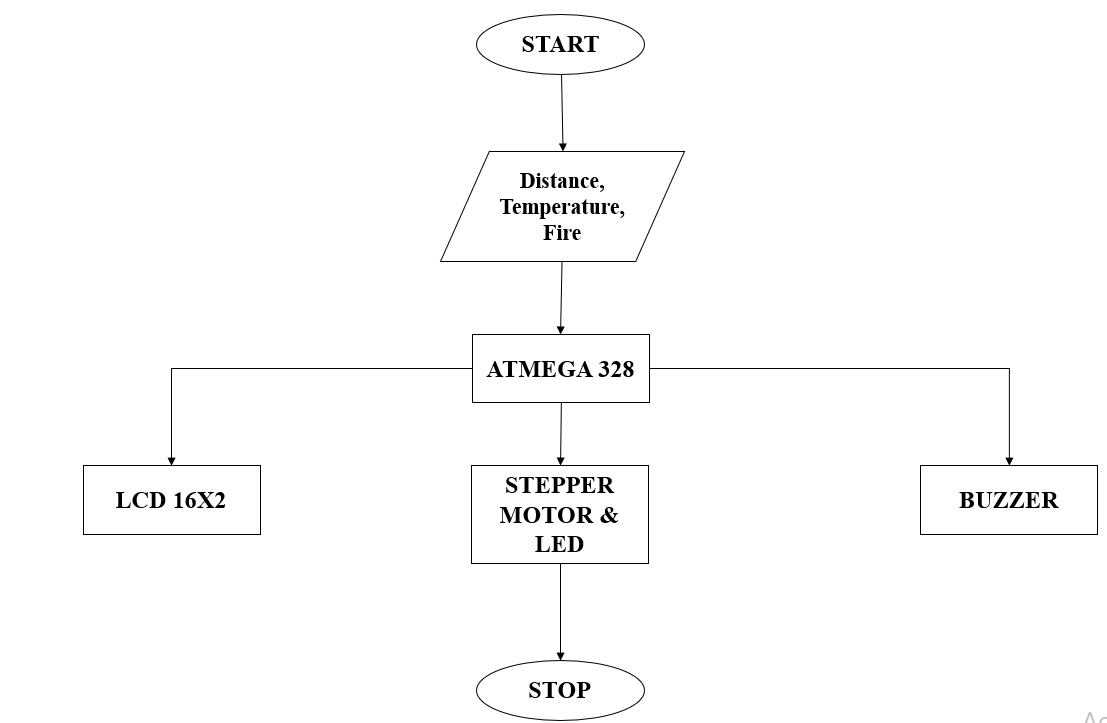 START
Distance,
Temperature,
Fire
ATMEGA 328
LCD 16X2
STEPPER
MOTOR &
LED
BUZZER
STOP